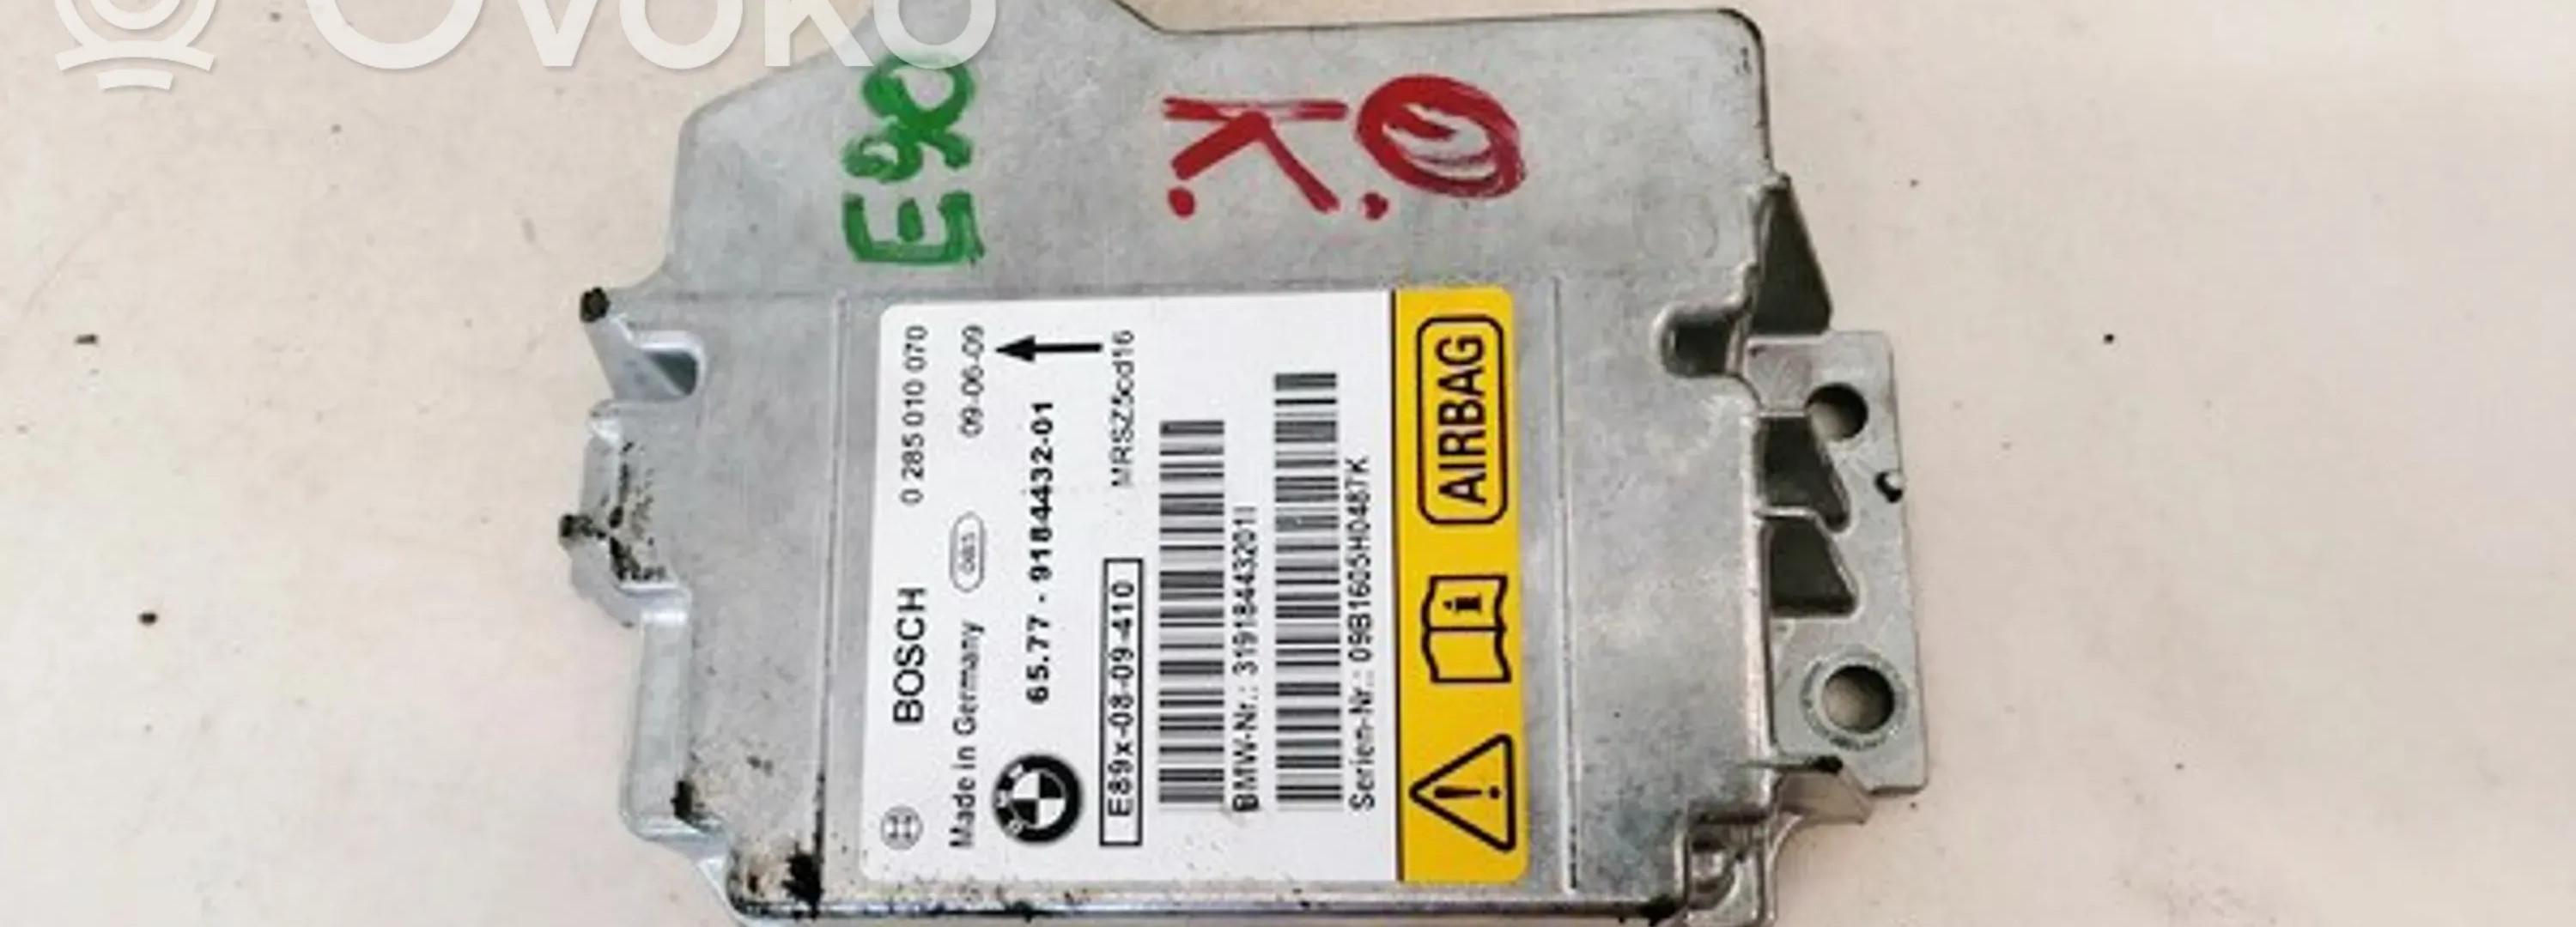 OVOKO
E90
O.K.
BOSCH 0 285 010 070
Made in Germany 085 09-06-09
65.77 - 9184432-01
E89x-08-09-410 MRSZ5cd16
BMW-Nr.: 31918443201I
Serien-Nr.: 09B1605H0487K
AIRBAG